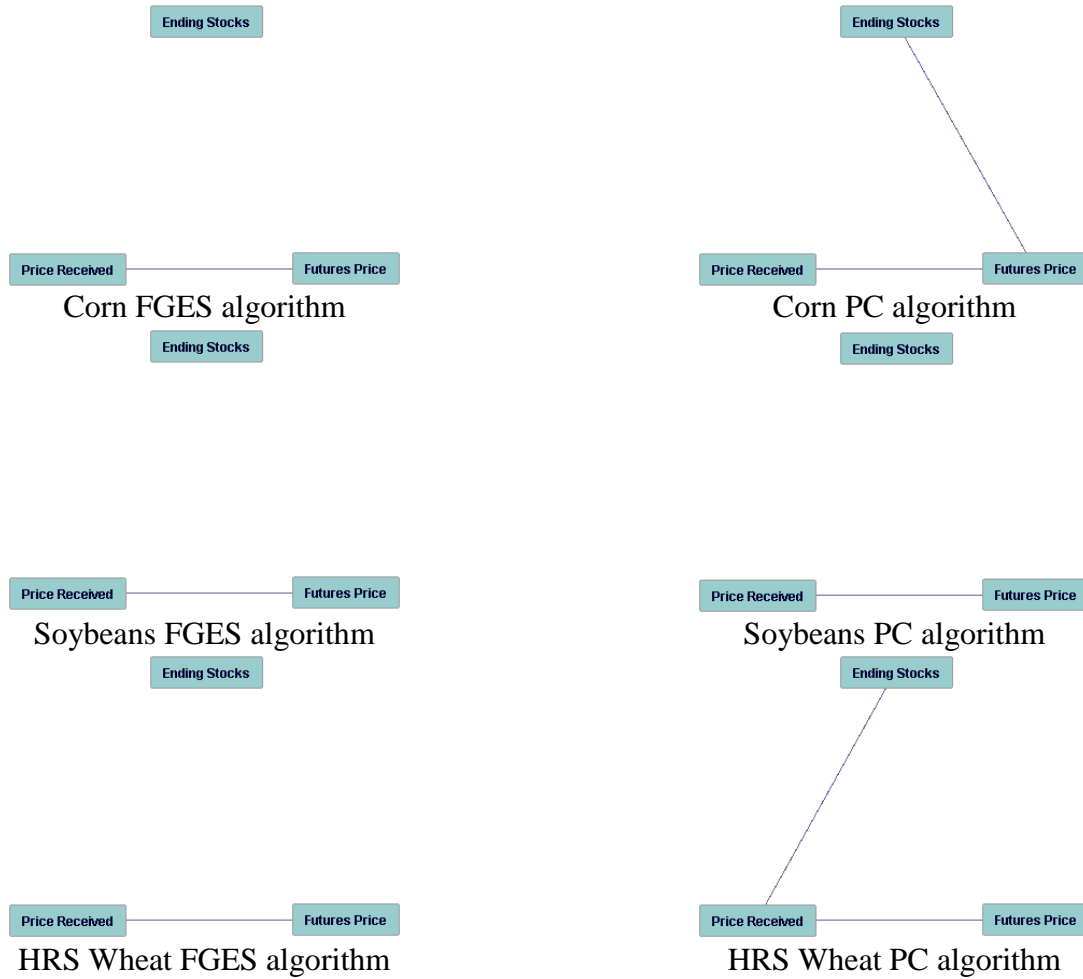 Ending Stocks
Ending Stocks
Price Received
Futures Price
Price Received
Futures Price
Corn FGES algorithm
Corn PC algorithm
Ending Stocks
Ending Stocks
Price Received
Futures Price
Price Received
Futures Price
Soybeans FGES algorithm
Soybeans PC algorithm
Ending Stocks
Ending Stocks
Price Received
Futures Price
Price Received
Futures Price
HRS Wheat FGES algorithm
HRS Wheat PC algorithm